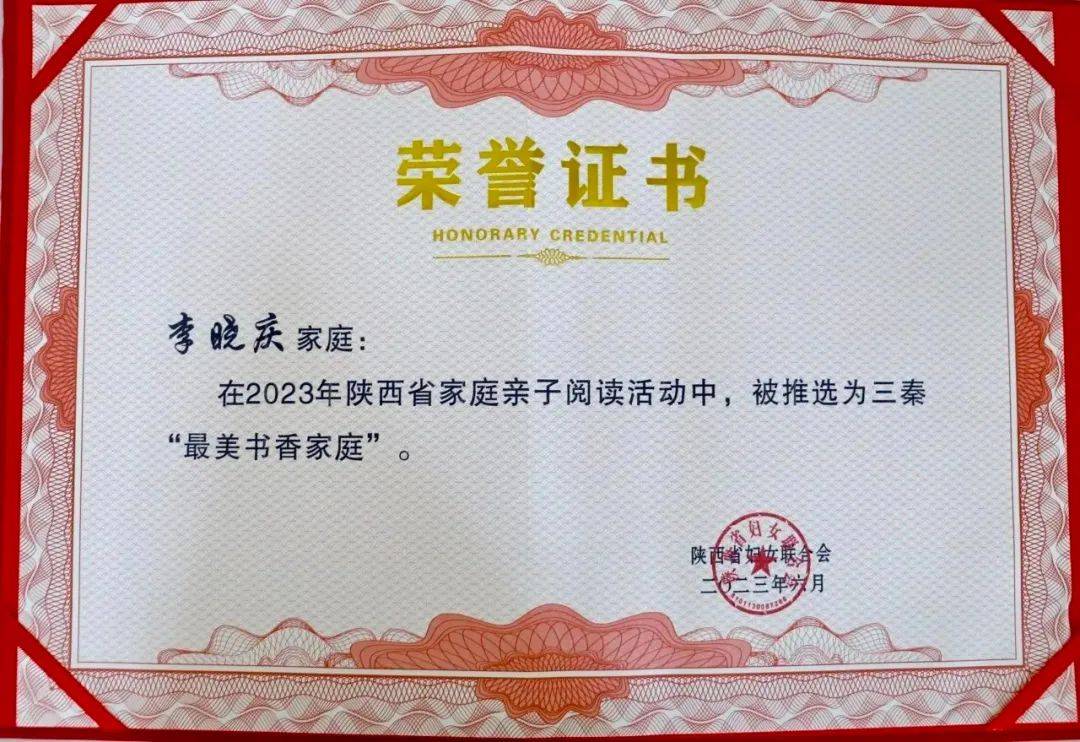 荣誉证书
HONORARY CREDENTIAL
李晓庆 家庭：
在2023年陕西省家庭亲子阅读活动中，被推选为三秦
“最美书香家庭”。
陕西省妇女联合会
二〇二三年六月